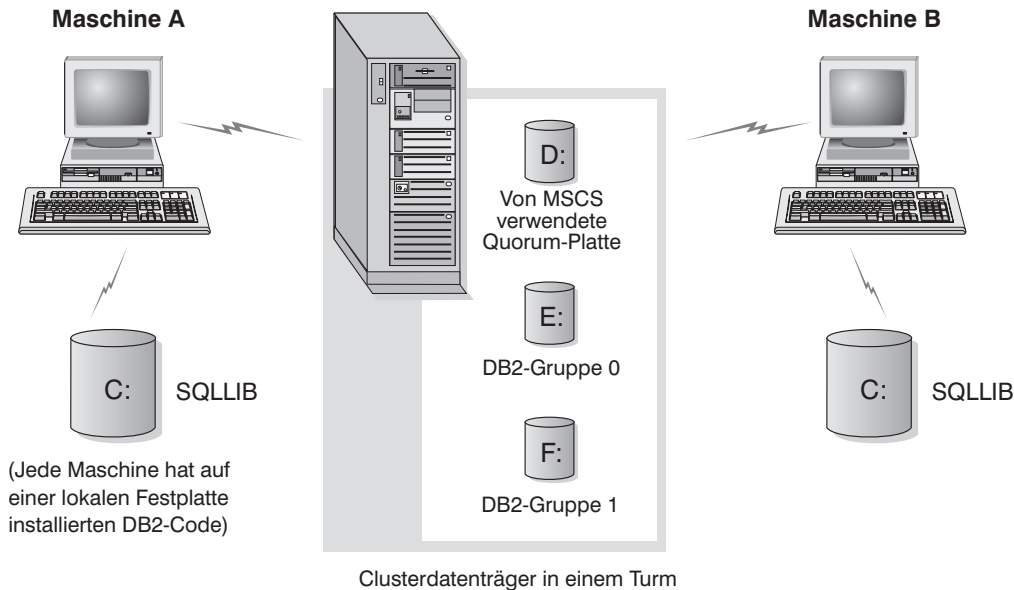 Maschine A
Maschine B
D:
Von MSCS
verwendete
Quorum-Platte
E:
DB2-Gruppe 0
C:
SQLLIB
C:
SQLLIB
F:
DB2-Gruppe 1
(Jede Maschine hat auf
einer lokalen Festplatte
installierten DB2-Code)
Clusterdatenträger in einem Turm